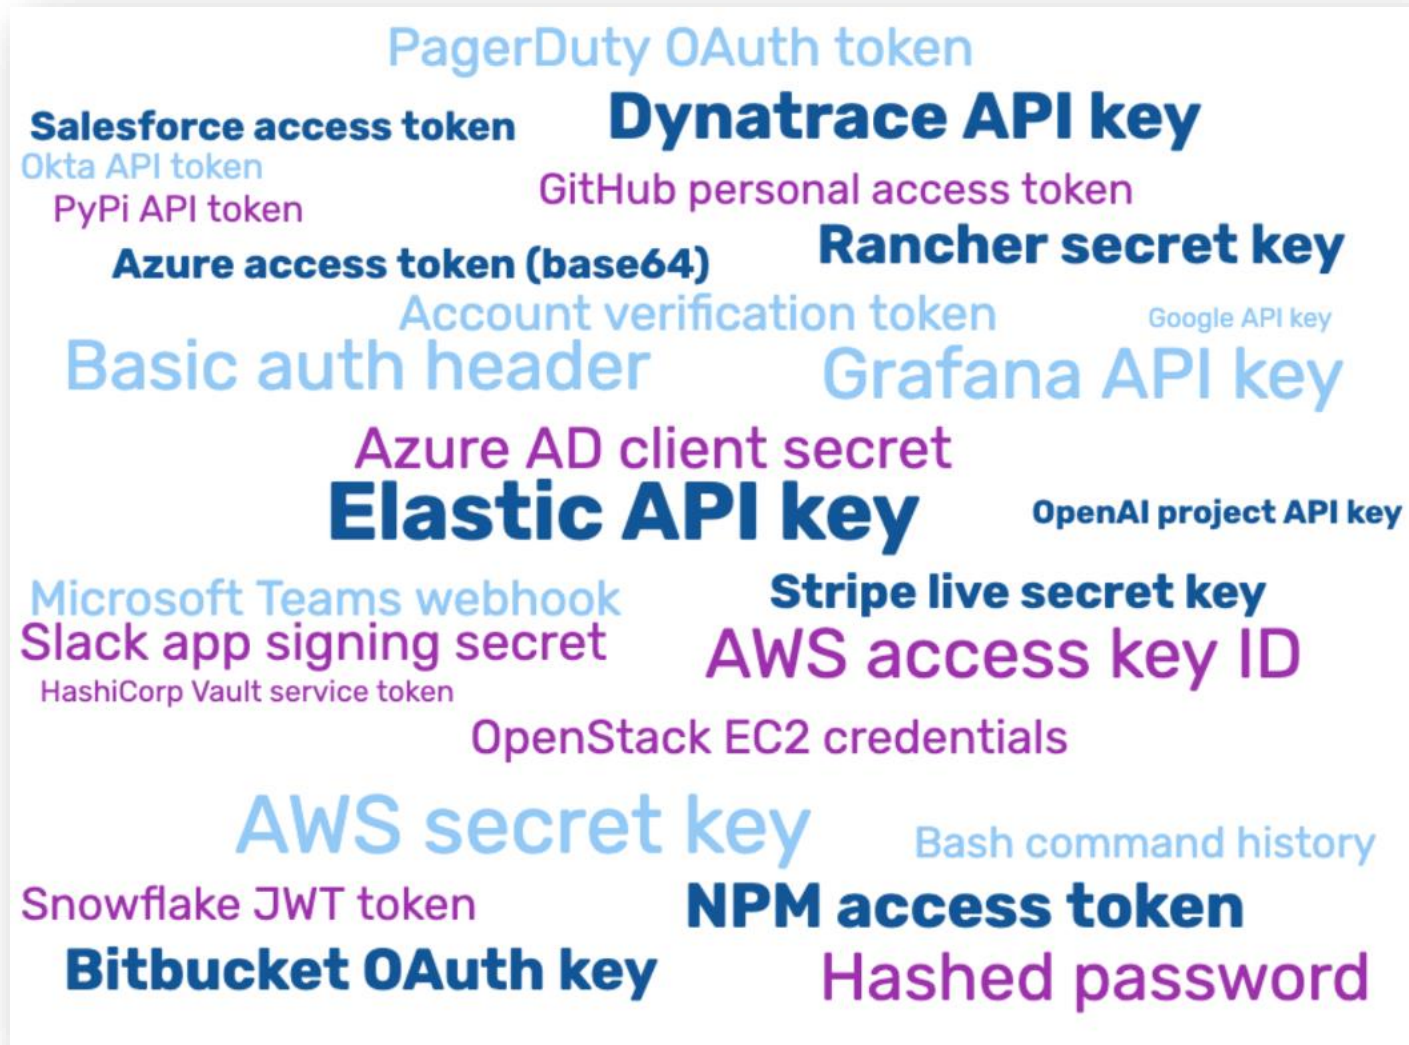 PagerDuty OAuth token
Dynatrace API key
Salesforce access token
Okta API token
PyPi API token
GitHub personal access token
Rancher secret key
Azure access token (base64)
Account verification token
Google API key
Basic auth header
Grafana API key
Azure AD client secret
Elastic API key
OpenAI project API key
Microsoft Teams webhook
Stripe live secret key
Slack app signing secret
AWS access key ID
HashiCorp Vault service token
OpenStack EC2 credentials
AWS secret key
Bash command history
Snowflake JWT token
NPM access token
Bitbucket OAuth key
Hashed password